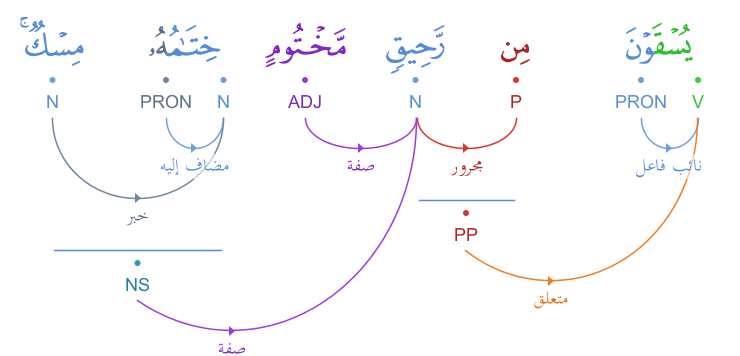 يُسْقَوْنَ مِن رَّحِيقٍ مَّخْتُومٍ خِتَـٰمُهُۥ مِسْكٌ ۚ
V PRON P N ADJ N PRON N
نائب فاعل مجرور صفة مضاف إليه
خبر
PP
NS
متعلق
صفة